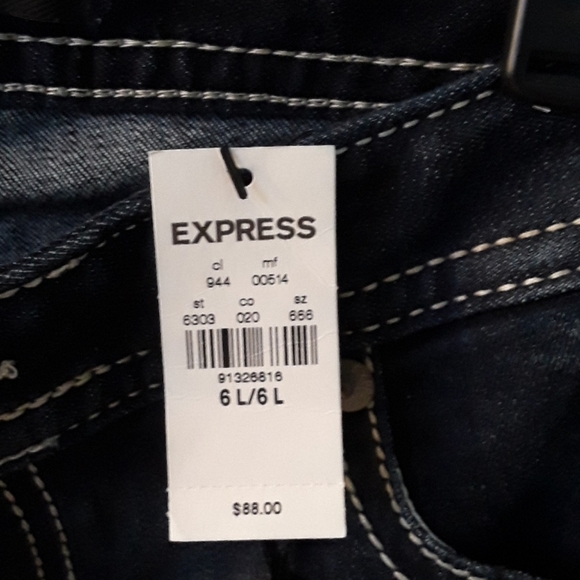 EXPRESS
cl mf
944 00514
st co sz
6303 020 666
91326816
6 L/6 L
$88.00